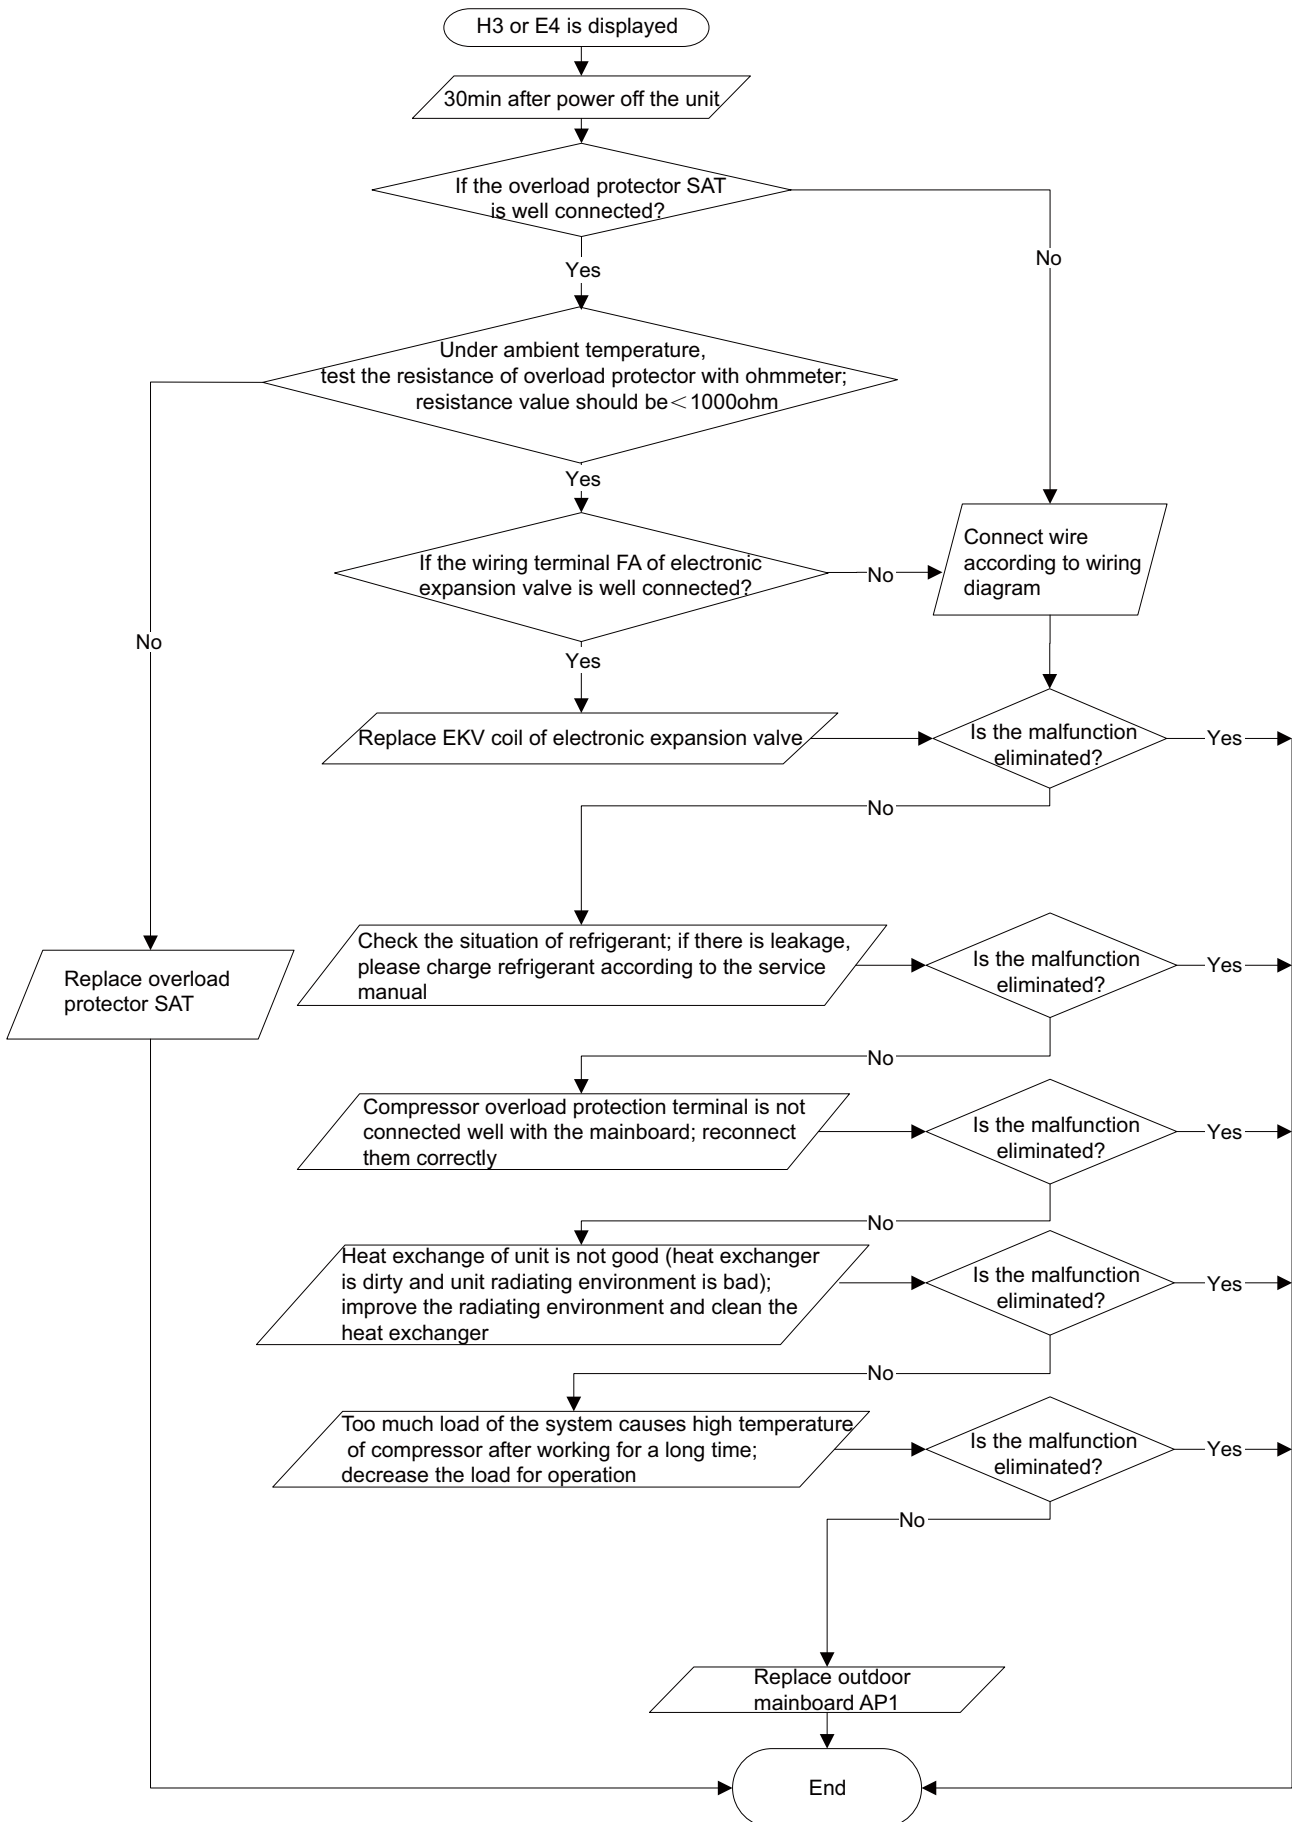 H3 or E4 is displayed
30min after power off the unit
If the overload protector SAT
is well connected?
No
Yes
Under ambient temperature,
test the resistance of overload protector with ohmmeter;
resistance value should be＜1000ohm
Yes
If the wiring terminal FA of electronic
expansion valve is well connected?
No
Connect wire
according to wiring
diagram
No
Yes
Replace EKV coil of electronic expansion valve
Is the malfunction
eliminated?
Yes
No
Check the situation of refrigerant; if there is leakage,
please charge refrigerant according to the service
manual
Is the malfunction
eliminated?
Yes
Replace overload
protector SAT
No
Compressor overload protection terminal is not
connected well with the mainboard; reconnect
them correctly
Is the malfunction
eliminated?
Yes
No
Heat exchange of unit is not good (heat exchanger
is dirty and unit radiating environment is bad);
improve the radiating environment and clean the
heat exchanger
Is the malfunction
eliminated?
Yes
No
Too much load of the system causes high temperature
of compressor after working for a long time;
decrease the load for operation
Is the malfunction
eliminated?
Yes
No
Replace outdoor
mainboard AP1
End